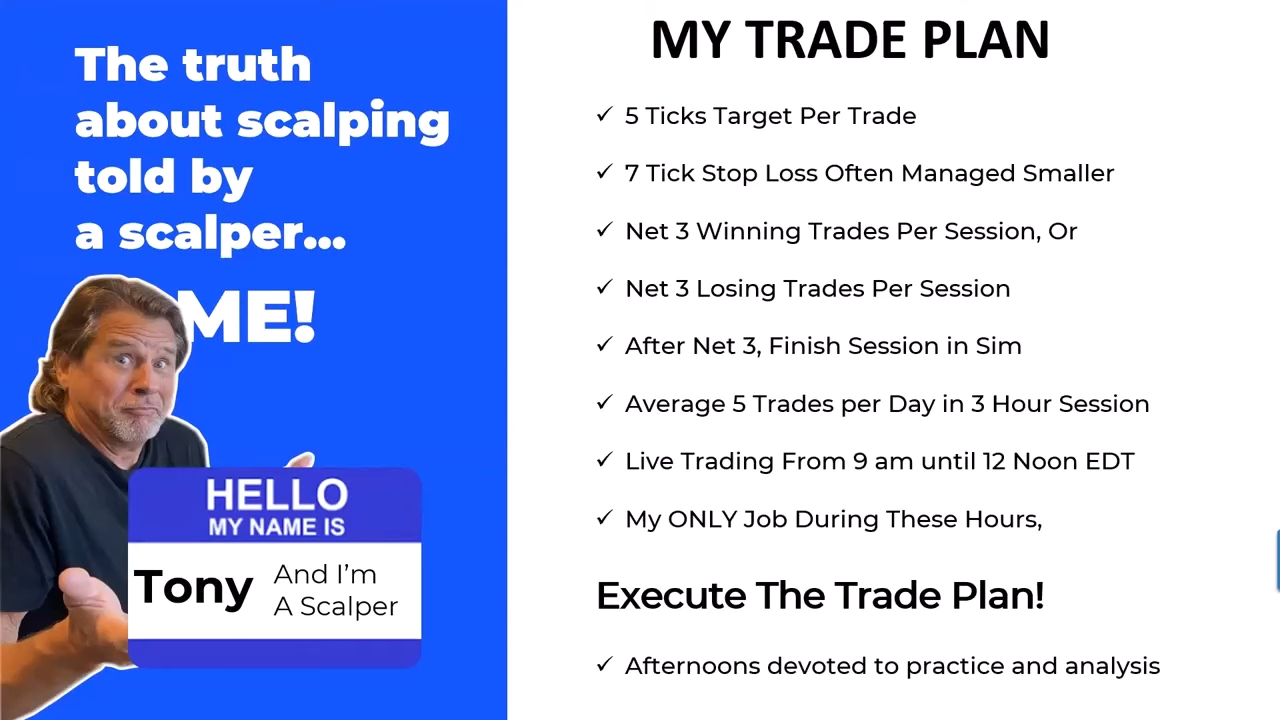 The truth
about scalping
told by
a scalper...
ME!
HELLO
MY NAME IS
Tony
And I’m
A Scalper
MY TRADE PLAN
✓ 5 Ticks Target Per Trade
✓ 7 Tick Stop Loss Often Managed Smaller
✓ Net 3 Winning Trades Per Session, Or
✓ Net 3 Losing Trades Per Session
✓ After Net 3, Finish Session in Sim
✓ Average 5 Trades per Day in 3 Hour Session
✓ Live Trading From 9 am until 12 Noon EDT
✓ My ONLY Job During These Hours,
Execute The Trade Plan!
✓ Afternoons devoted to practice and analysis